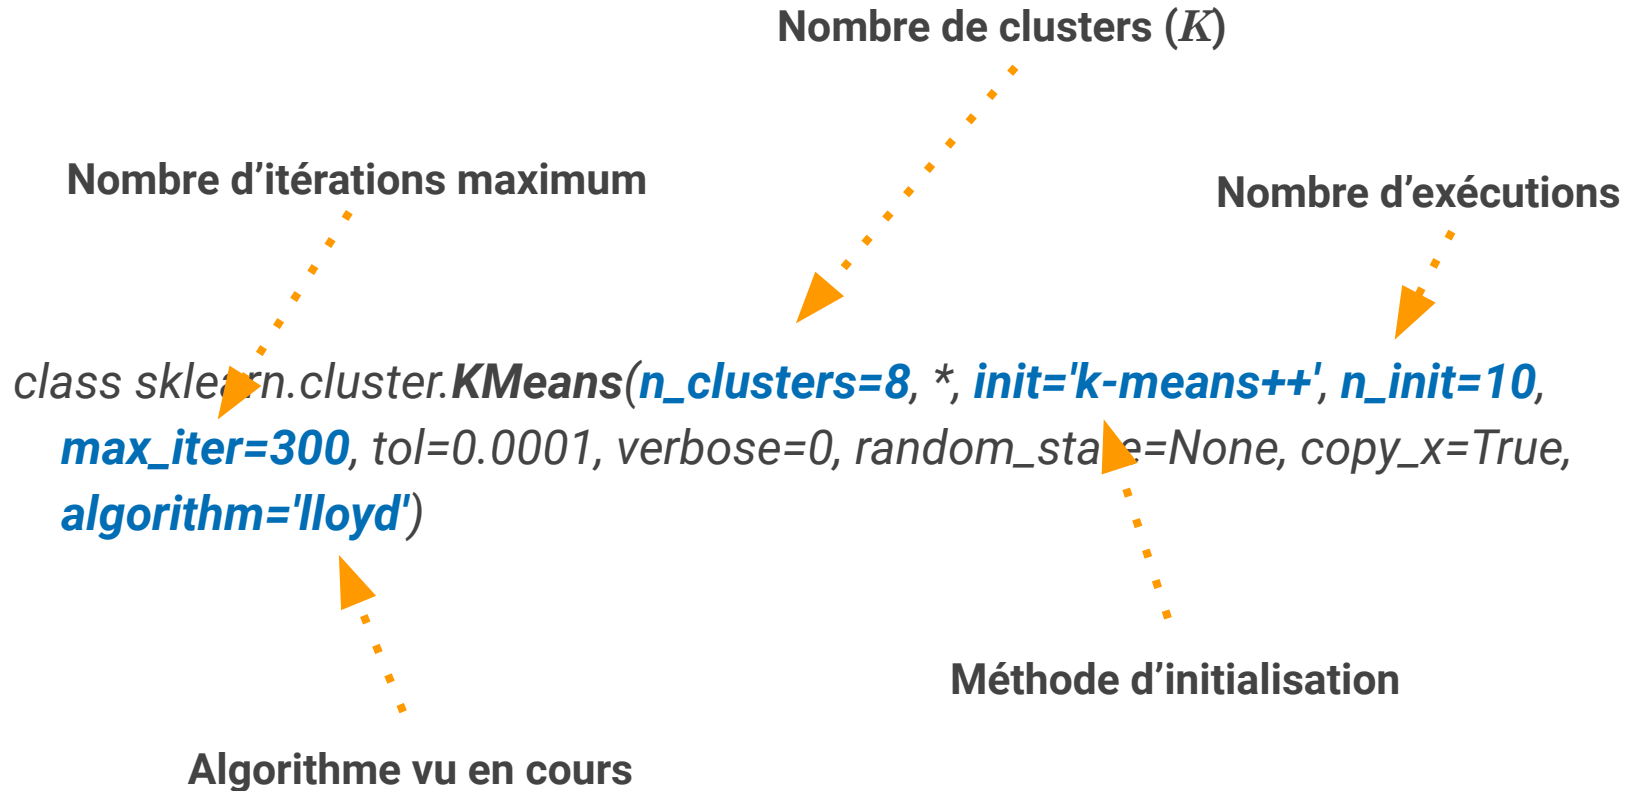 Nombre de clusters (K)
Nombre d’itérations maximum
Nombre d’exécutions
class sklearn.cluster.KMeans(n_clusters=8, *, init='k-means++', n_init=10,
max_iter=300, tol=0.0001, verbose=0, random_state=None, copy_x=True,
algorithm='lloyd')
Méthode d’initialisation
Algorithme vu en cours